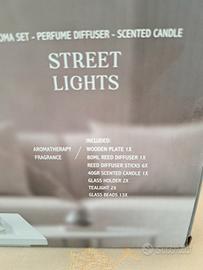 OMA SET - PERFUME DIFFUSER - SCENTED CANDLE
STREET
LIGHTS
AROMATHERAPY
FRAGRANCE
/
INCLUDED:
WOODEN PLATE 1X
80ML REED DIFFUSER 1X
REED DIFFUSER STICKS 6X
40GR SCENTED CANDLE 1X
GLASS HOLDER 2X
TEALIGHT 2X
GLASS BEADS 13X
Subito